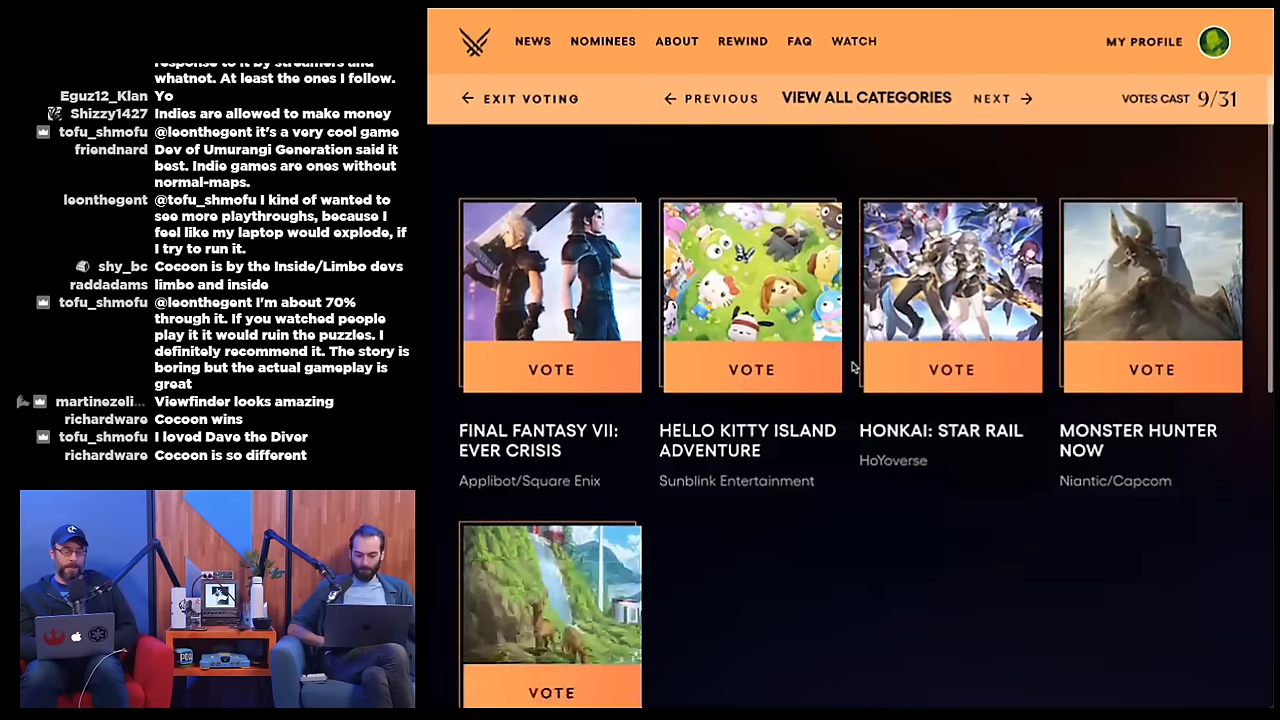 response to it by streamers and
whatnot. At least the ones I follow.
Eguz12_Klan Yo
Shizzy1427 Indies are allowed to make money
tofu_shmofu @leonthegent it's a very cool game
friendnard Dev of Umurangi Generation said it
best. Indie games are ones without
normal-maps.
leonthegent @tofu_shmofu I kind of wanted to
see more playthroughs, because I
feel like my laptop would explode, if
I try to run it.
shy_bc Cocoon is by the Inside/Limbo devs
raddadams limbo and inside
tofu_shmofu @leonthegent I'm about 70%
through it. If you watched people
play it it would ruin the puzzles. I
definitely recommend it. The story is
boring but the actual gameplay is
great
martinezeli... Viewfinder looks amazing
richardware Cocoon wins
tofu_shmofu I loved Dave the Diver
richardware Cocoon is so different
NEWS NOMINEES ABOUT REWIND FAQ WATCH MY PROFILE
← EXIT VOTING ← PREVIOUS VIEW ALL CATEGORIES NEXT → VOTES CAST 9/31
VOTE VOTE VOTE VOTE
FINAL FANTASY VII:
EVER CRISIS
Applibot/Square Enix
HELLO KITTY ISLAND
ADVENTURE
Sunblink Entertainment
HONKAI: STAR RAIL
HoYoverse
MONSTER HUNTER
NOW
Niantic/Capcom
VOTE